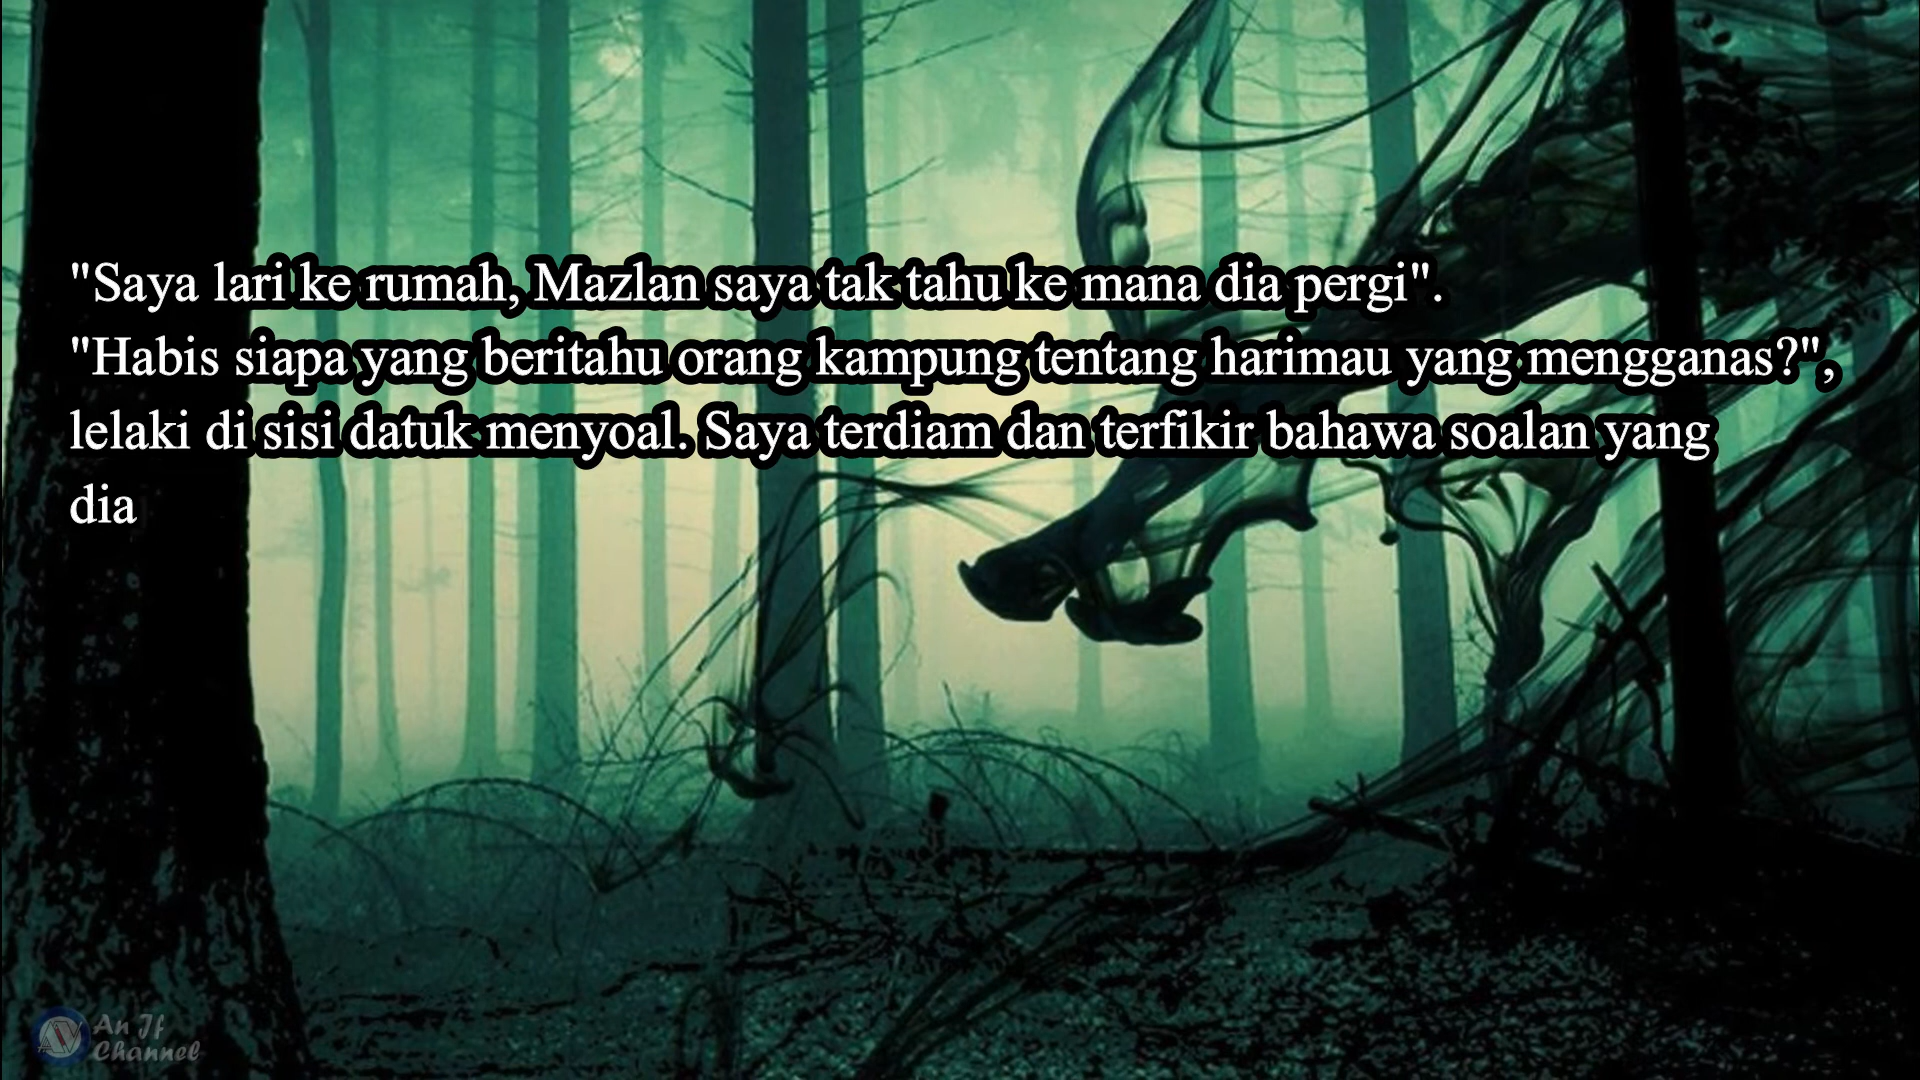 "Saya lari ke rumah, Mazlan saya tak tahu ke mana dia pergi".
"Habis siapa yang beritahu orang kampung tentang harimau yang mengganas?",
lelaki di sisi datuk menyoal. Saya terdiam dan terfikir bahawa soalan yang
dia
An If
Channel